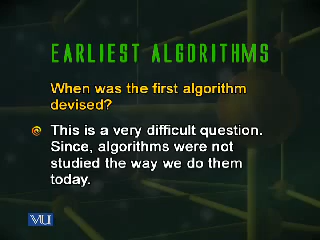 EARLIEST ALGORITHMS
When was the first algorithm
devised?
This is a very difficult question.
Since, algorithms were not
studied the way we do them
today.
VU